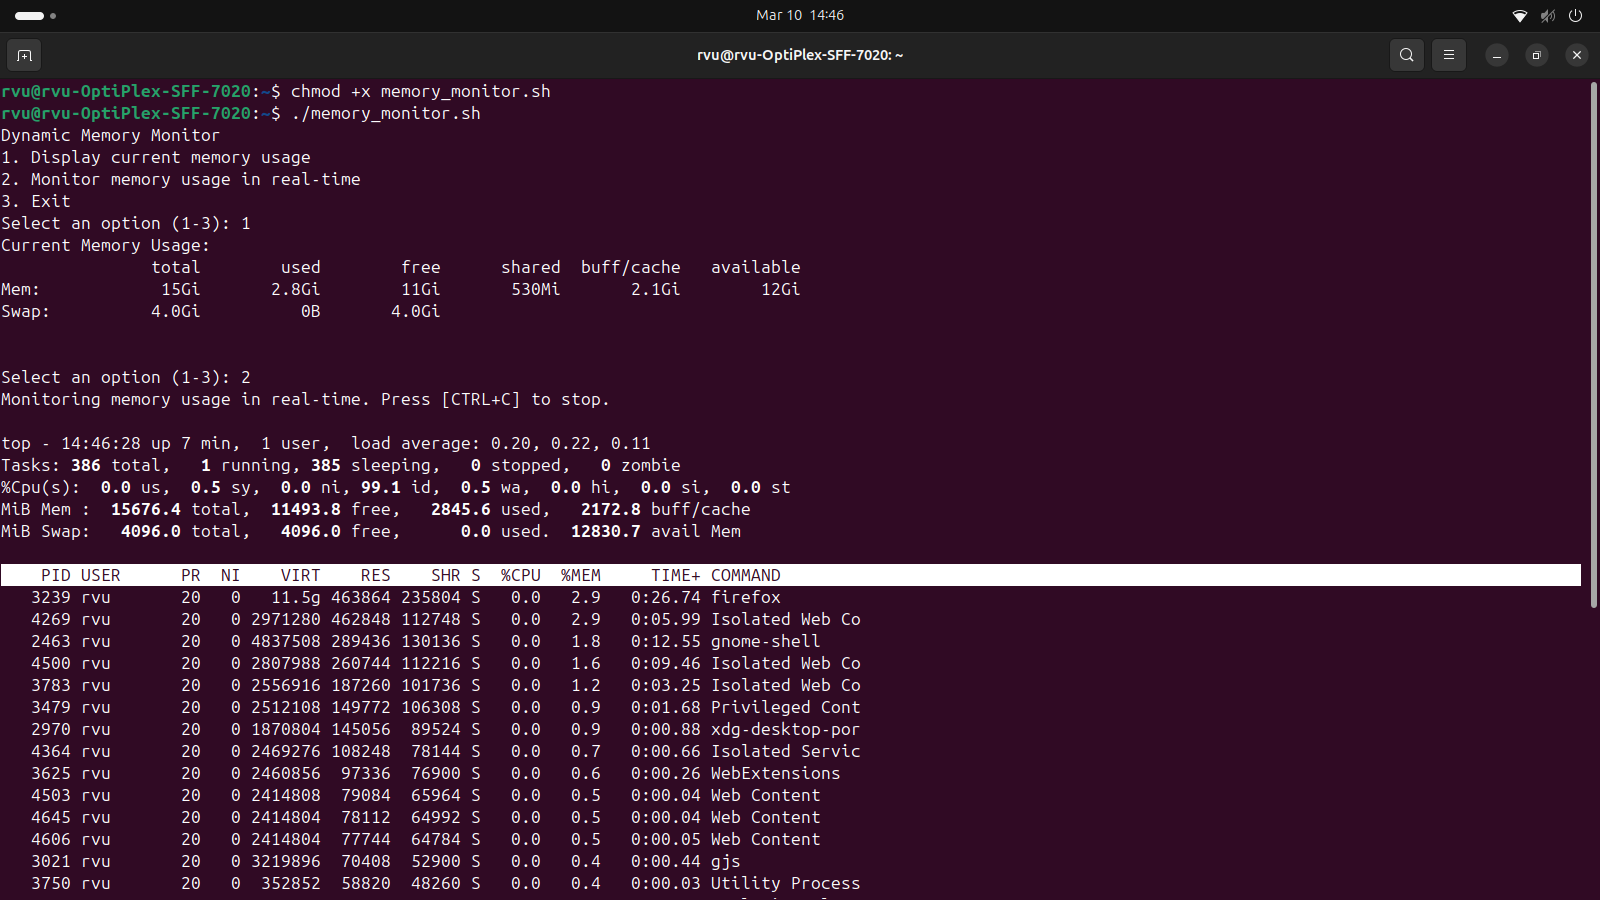 Mar 10  14:46
rvu@rvu-OptiPlex-SFF-7020: ~
rvu@rvu-OptiPlex-SFF-7020:~$ chmod +x memory_monitor.sh
rvu@rvu-OptiPlex-SFF-7020:~$ ./memory_monitor.sh
Dynamic Memory Monitor
1. Display current memory usage
2. Monitor memory usage in real-time
3. Exit
Select an option (1-3): 1
Current Memory Usage:
               total        used        free      shared  buff/cache   available
Mem:            15Gi       2.8Gi        11Gi       530Mi       2.1Gi        12Gi
Swap:          4.0Gi          0B       4.0Gi
Select an option (1-3): 2
Monitoring memory usage in real-time. Press [CTRL+C] to stop.
top - 14:46:28 up 7 min,  1 user,  load average: 0.20, 0.22, 0.11
Tasks: 386 total,   1 running, 385 sleeping,   0 stopped,   0 zombie
%Cpu(s):  0.0 us,  0.5 sy,  0.0 ni, 99.1 id,  0.5 wa,  0.0 hi,  0.0 si,  0.0 st
MiB Mem :  15676.4 total,  11493.8 free,   2845.6 used,   2172.8 buff/cache
MiB Swap:   4096.0 total,   4096.0 free,      0.0 used.  12830.7 avail Mem
    PID USER      PR  NI    VIRT    RES    SHR S  %CPU  %MEM     TIME+ COMMAND
   3239 rvu       20   0   11.5g 463864 235804 S   0.0   2.9   0:26.74 firefox
   4269 rvu       20   0 2971280 462848 112748 S   0.0   2.9   0:05.99 Isolated Web Co
   2463 rvu       20   0 4837508 289436 130136 S   0.0   1.8   0:12.55 gnome-shell
   4500 rvu       20   0 2807988 260744 112216 S   0.0   1.6   0:09.46 Isolated Web Co
   3783 rvu       20   0 2556916 187260 101736 S   0.0   1.2   0:03.25 Isolated Web Co
   3479 rvu       20   0 2512108 149772 106308 S   0.0   0.9   0:01.68 Privileged Cont
   2970 rvu       20   0 1870804 145056  89524 S   0.0   0.9   0:00.88 xdg-desktop-por
   4364 rvu       20   0 2469276 108248  78144 S   0.0   0.7   0:00.66 Isolated Servic
   3625 rvu       20   0 2460856  97336  76900 S   0.0   0.6   0:00.26 WebExtensions
   4503 rvu       20   0 2414808  79084  65964 S   0.0   0.5   0:00.04 Web Content
   4645 rvu       20   0 2414804  78112  64992 S   0.0   0.5   0:00.04 Web Content
   4606 rvu       20   0 2414804  77744  64784 S   0.0   0.5   0:00.05 Web Content
   3021 rvu       20   0 3219896  70408  52900 S   0.0   0.4   0:00.44 gjs
   3750 rvu       20   0  352852  58820  48260 S   0.0   0.4   0:00.03 Utility Process